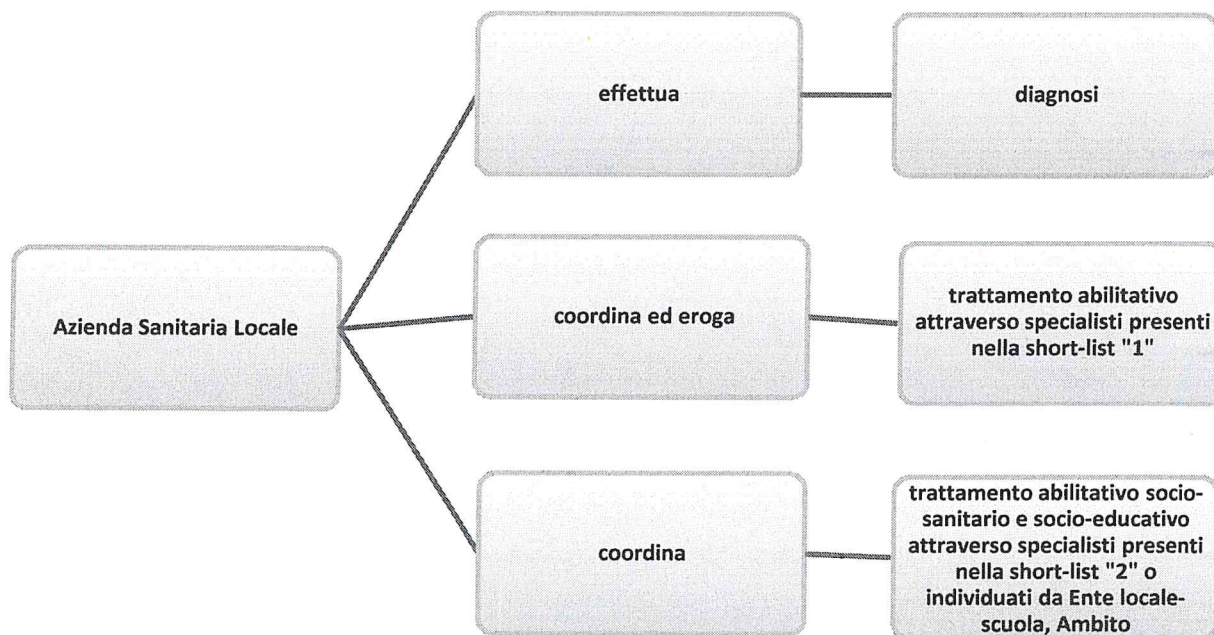 effettua
diagnosi
Azienda Sanitaria Locale
coordina ed eroga
trattamento abilitativo
attraverso specialisti presenti
nella short-list "1"
coordina
trattamento abilitativo socio-
sanitario e socio-educativo
attraverso specialisti presenti
nella short-list "2" o
individuati da Ente locale-
scuola, Ambito